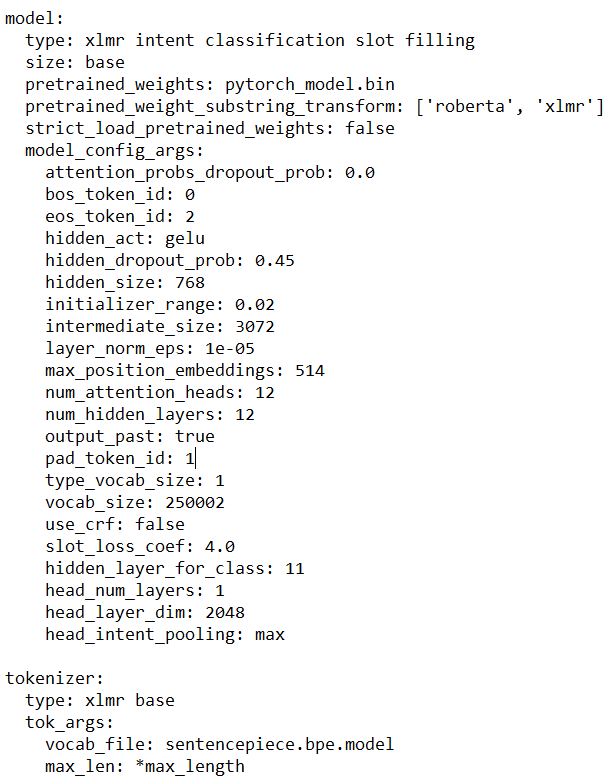 model:
type: xlmr intent classification slot filling
size: base
pretrained_weights: pytorch_model.bin
pretrained_weight_substring_transform: ['roberta', 'xlmr']
strict_load_pretrained_weights: false
model_config_args:
attention_probs_dropout_prob: 0.0
bos_token_id: 0
eos_token_id: 2
hidden_act: gelu
hidden_dropout_prob: 0.45
hidden_size: 768
initializer_range: 0.02
intermediate_size: 3072
layer_norm_eps: 1e-05
max_position_embeddings: 514
num_attention_heads: 12
num_hidden_layers: 12
output_past: true
pad_token_id: 1
type_vocab_size: 1
vocab_size: 250002
use_crf: false
slot_loss_coef: 4.0
hidden_layer_for_class: 11
head_num_layers: 1
head_layer_dim: 2048
head_intent_pooling: max
tokenizer:
type: xlmr base
tok_args:
vocab_file: sentencepiece.bpe.model
max_len: *max_length